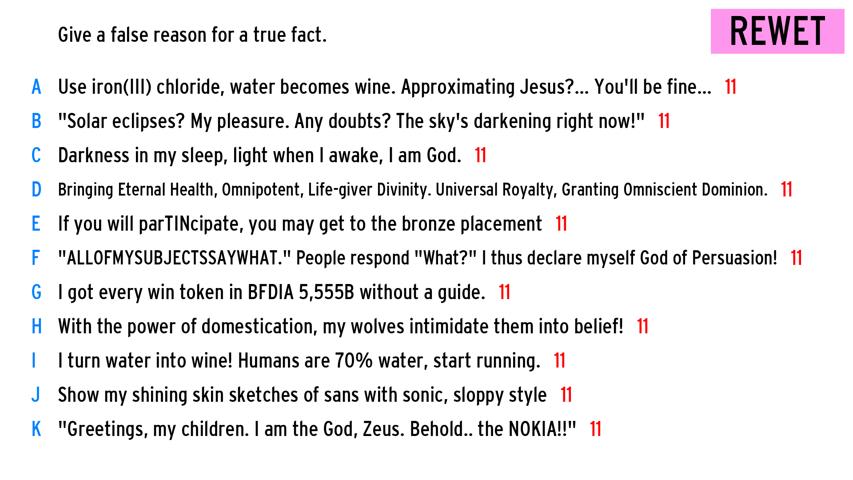 Give a false reason for a true fact.
REWET
A Use iron(III) chloride, water becomes wine. Approximating Jesus?... You'll be fine... 11
B "Solar eclipses? My pleasure. Any doubts? The sky's darkening right now!" 11
C Darkness in my sleep, light when I awake, I am God. 11
D Bringing Eternal Health, Omnipotent, Life-giver Divinity. Universal Royalty, Granting Omniscient Dominion. 11
E If you will parTINcipate, you may get to the bronze placement 11
F "ALLOFMYSUBJECTSSAYWHAT." People respond "What?" I thus declare myself God of Persuasion! 11
G I got every win token in BFDIA 5,555B without a guide. 11
H With the power of domestication, my wolves intimidate them into belief! 11
I I turn water into wine! Humans are 70% water, start running. 11
J Show my shining skin sketches of sans with sonic, sloppy style 11
K "Greetings, my children. I am the God, Zeus. Behold.. the NOKIA!!" 11